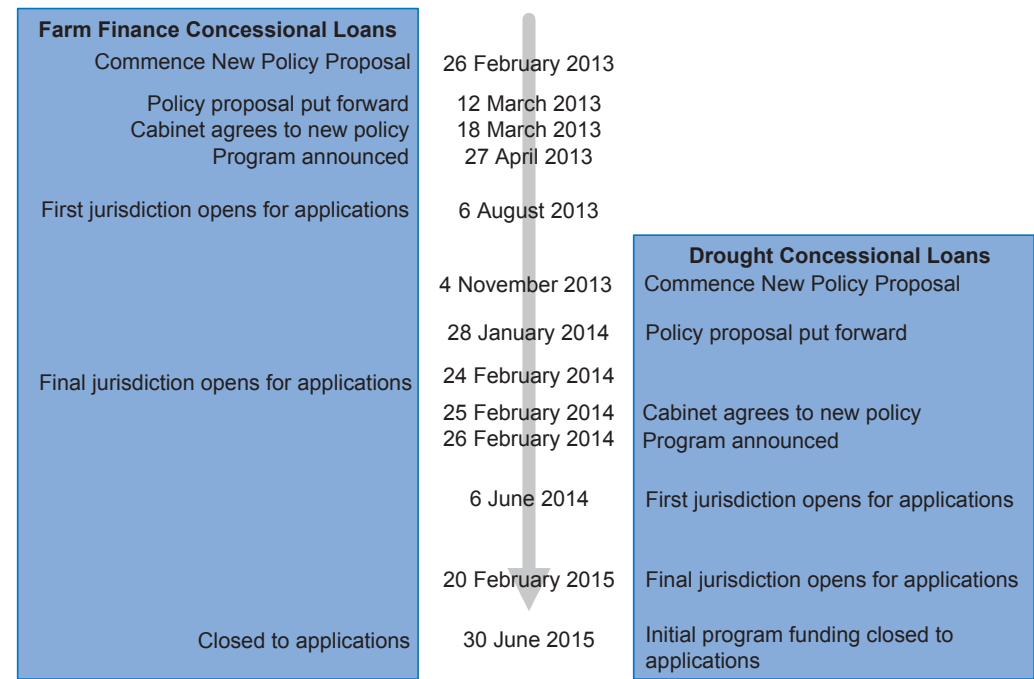 Farm Finance Concessional Loans
Commence New Policy Proposal 26 February 2013
Policy proposal put forward 12 March 2013
Cabinet agrees to new policy 18 March 2013
Program announced 27 April 2013
First jurisdiction opens for applications 6 August 2013
Drought Concessional Loans
4 November 2013 Commence New Policy Proposal
28 January 2014 Policy proposal put forward
Final jurisdiction opens for applications 24 February 2014
25 February 2014 Cabinet agrees to new policy
26 February 2014 Program announced
6 June 2014 First jurisdiction opens for applications
20 February 2015 Final jurisdiction opens for applications
Closed to applications 30 June 2015 Initial program funding closed to
applications